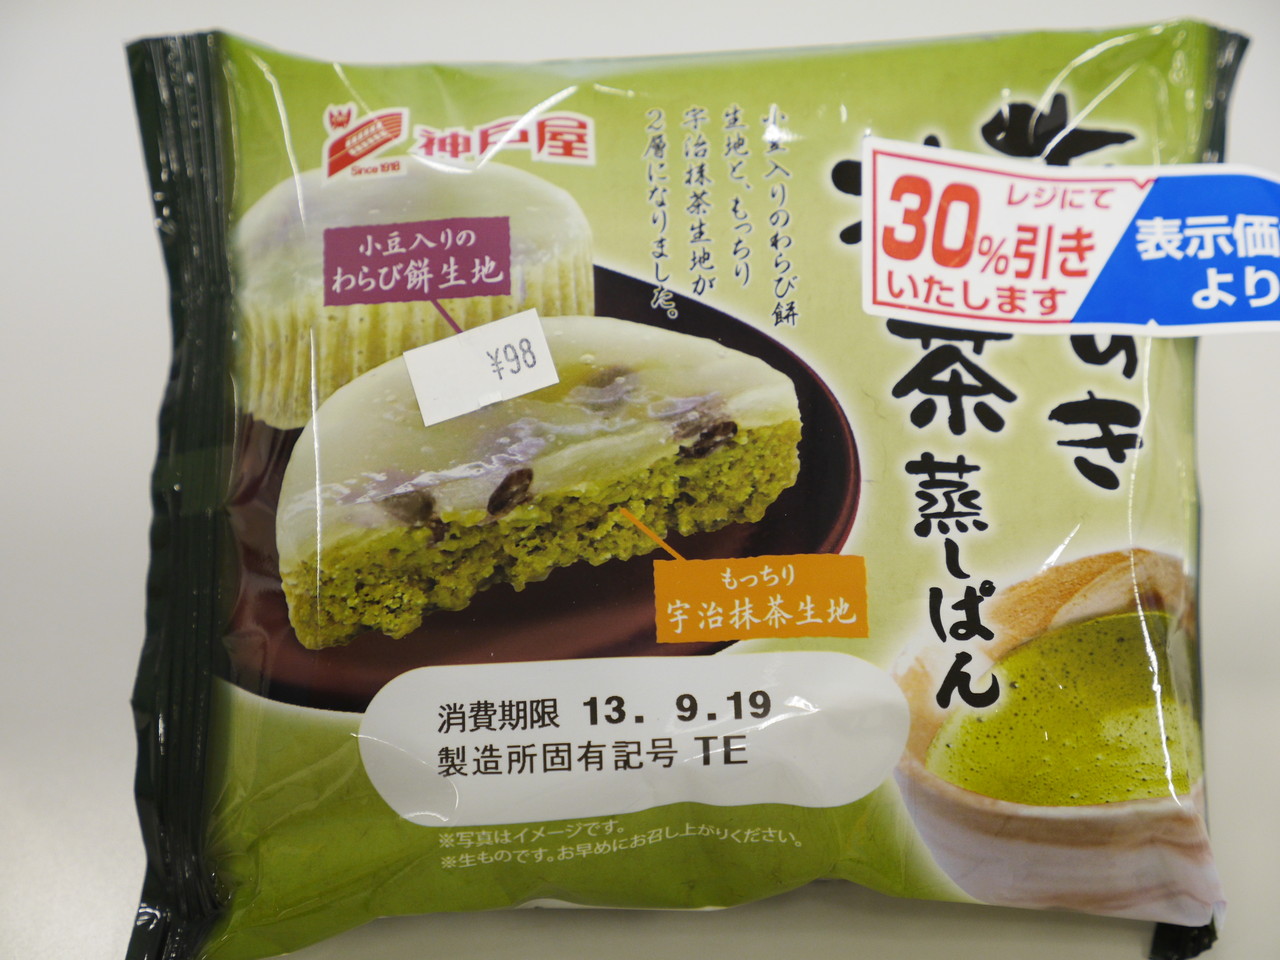 神戸屋
Since 1918
小豆入りのわらび餅
生地と、もっちり
宇治抹茶生地が
2層になりました。
小豆入りの
わらび餅生地
¥98
30%引き
レジにて
いたします
表示価
より
き
茶蒸しぱん
もっちり
宇治抹茶生地
消費期限 13. 9.19
製造所固有記号 TE
※写真はイメージです。
※生ものです。お早めにお召し上がりください。